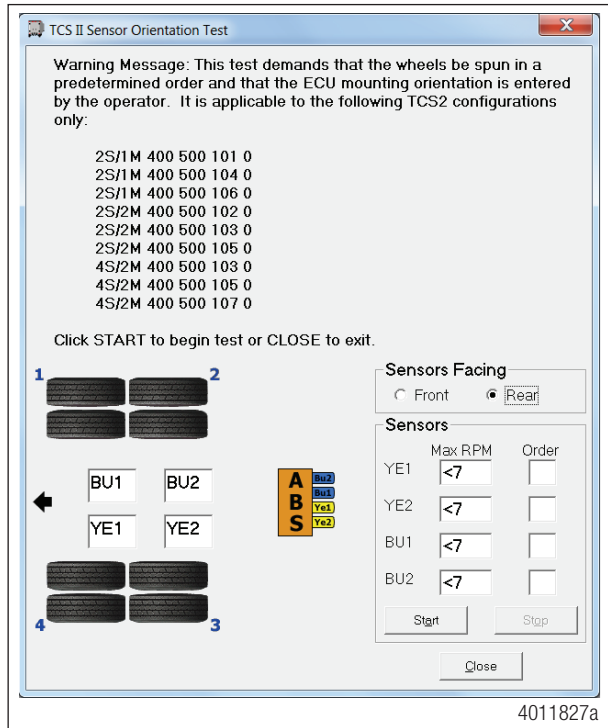 TCS II Sensor Orientation Test
Warning Message: This test demands that the wheels be spun in a
predetermined order and that the ECU mounting orientation is entered
by the operator. It is applicable to the following TCS2 configurations
only:
2S/1M 400 500 101 0
2S/1M 400 500 104 0
2S/1M 400 500 106 0
2S/2M 400 500 102 0
2S/2M 400 500 103 0
2S/2M 400 500 105 0
4S/2M 400 500 103 0
4S/2M 400 500 105 0
4S/2M 400 500 107 0
Click START to begin test or CLOSE to exit.
1 2
BU1 BU2
YE1 YE2
4 3
ABS
Bu2
Bu1
Ye1
Ye2
Sensors Facing
Front Rear
Sensors
Max RPM Order
YE1 <7
YE2 <7
BU1 <7
BU2 <7
Start Stop
Close
4011827a